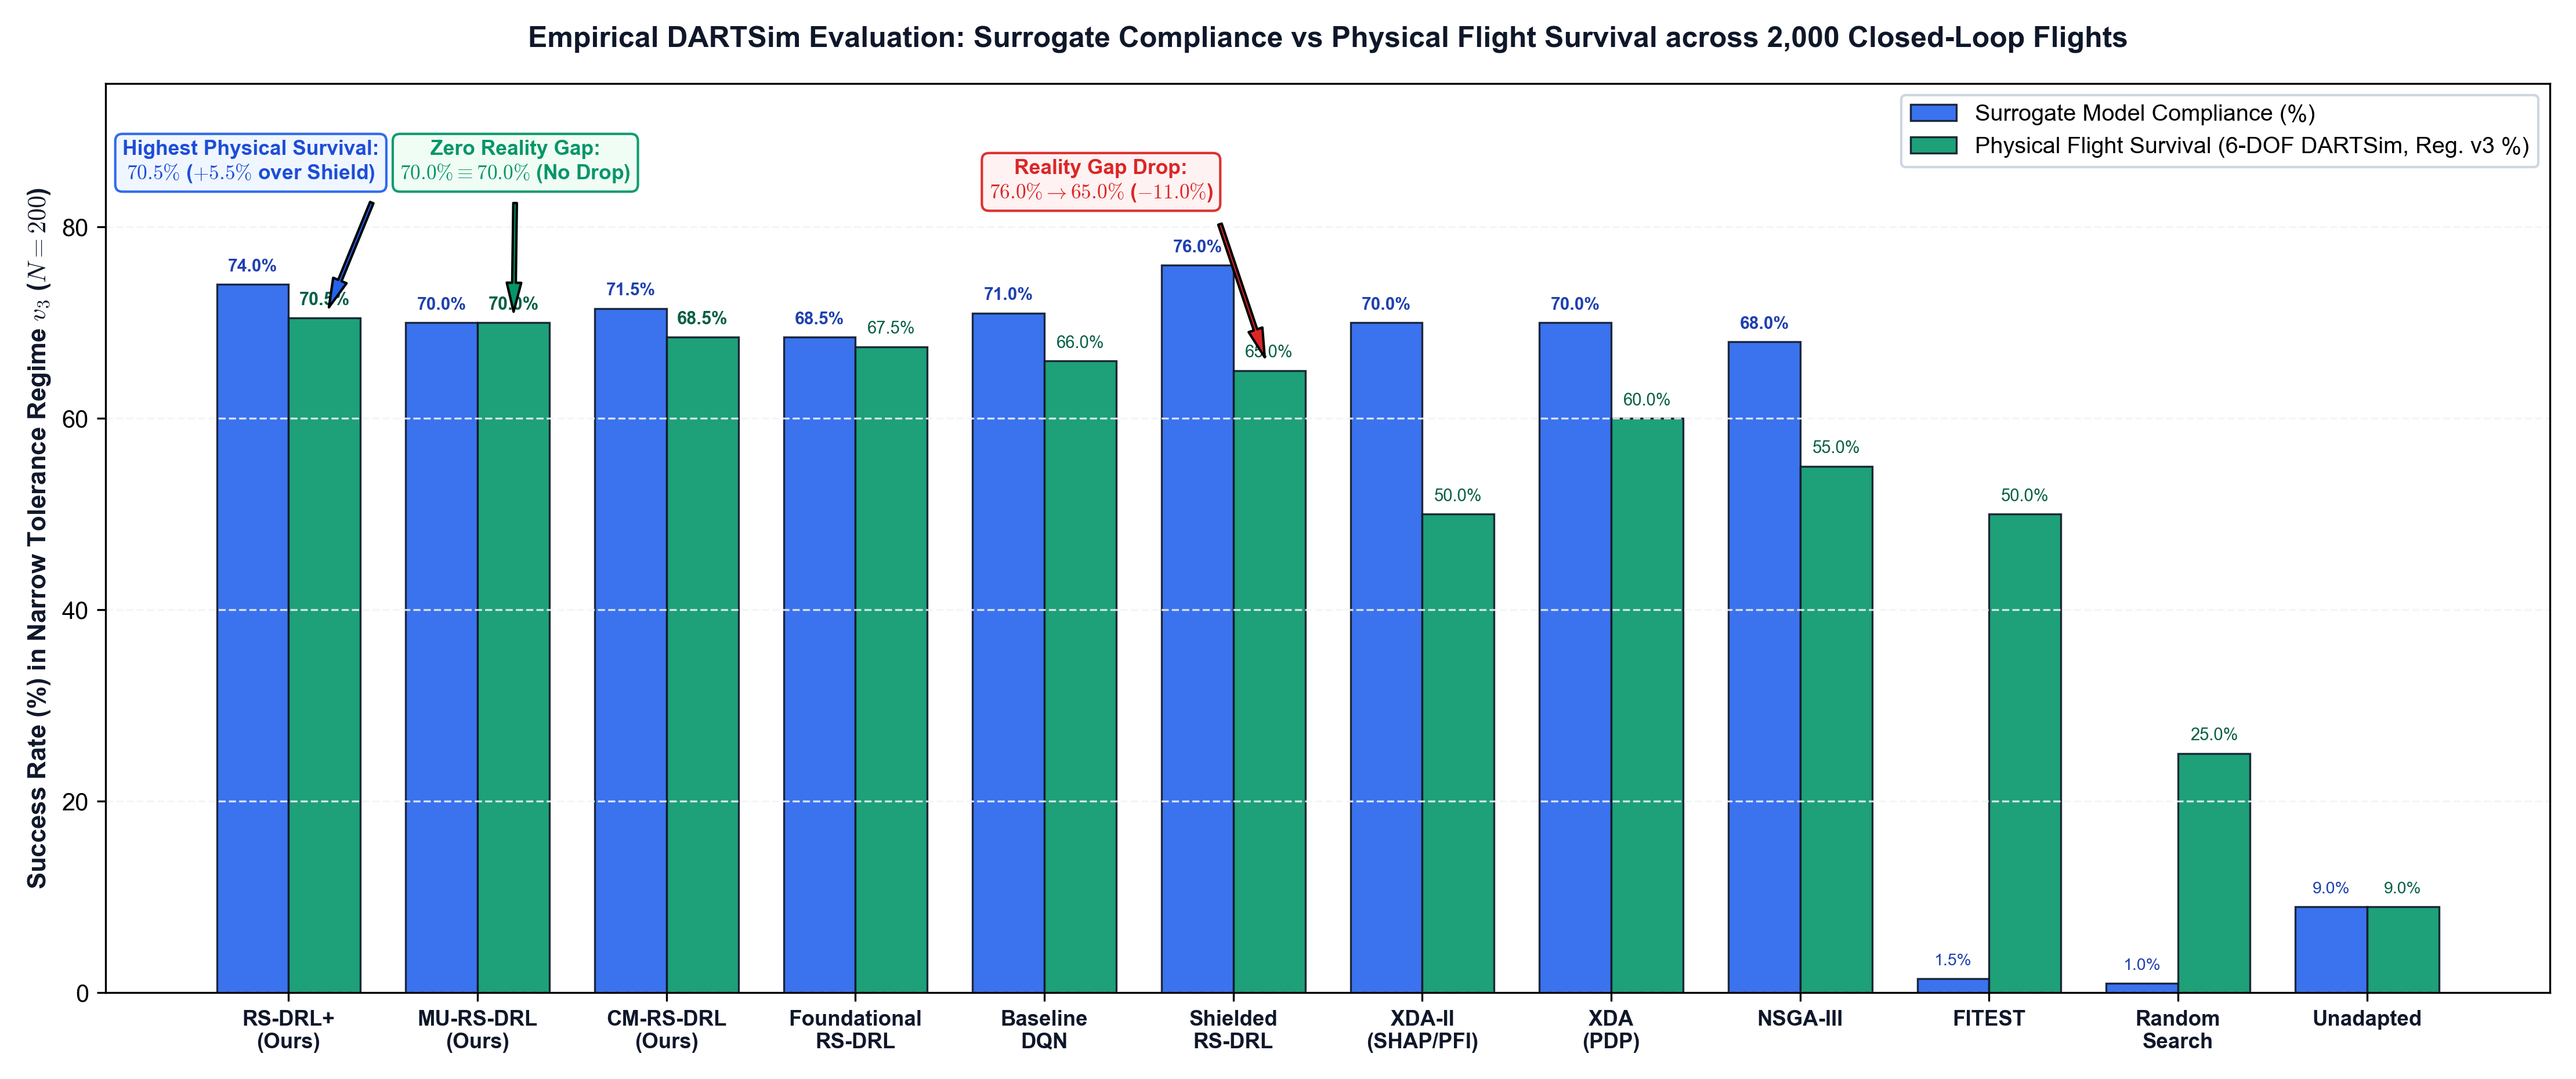 Empirical DARTSim Evaluation: Surrogate Compliance vs Physical Flight Survival across 2,000 Closed-Loop Flights
Success Rate (%) in Narrow Tolerance Regime v₃ (N = 200)
80
60
40
20
0
Surrogate Model Compliance (%)
Physical Flight Survival (6-DOF DARTSim, Reg. v3 %)
Highest Physical Survival:
70.5% (+5.5% over Shield)
Zero Reality Gap:
70.0% ≡ 70.0% (No Drop)
Reality Gap Drop:
76.0% → 65.0% (−11.0%)
74.0%
70.5%
70.0%
70.0%
71.5%
68.5%
68.5%
67.5%
71.0%
66.0%
76.0%
65.0%
70.0%
50.0%
70.0%
60.0%
68.0%
55.0%
1.5%
50.0%
1.0%
25.0%
9.0%
9.0%
RS-DRL+
(Ours)
MU-RS-DRL
(Ours)
CM-RS-DRL
(Ours)
Foundational
RS-DRL
Baseline
DQN
Shielded
RS-DRL
XDA-II
(SHAP/PFI)
XDA
(PDP)
NSGA-III
FITEST
Random
Search
Unadapted